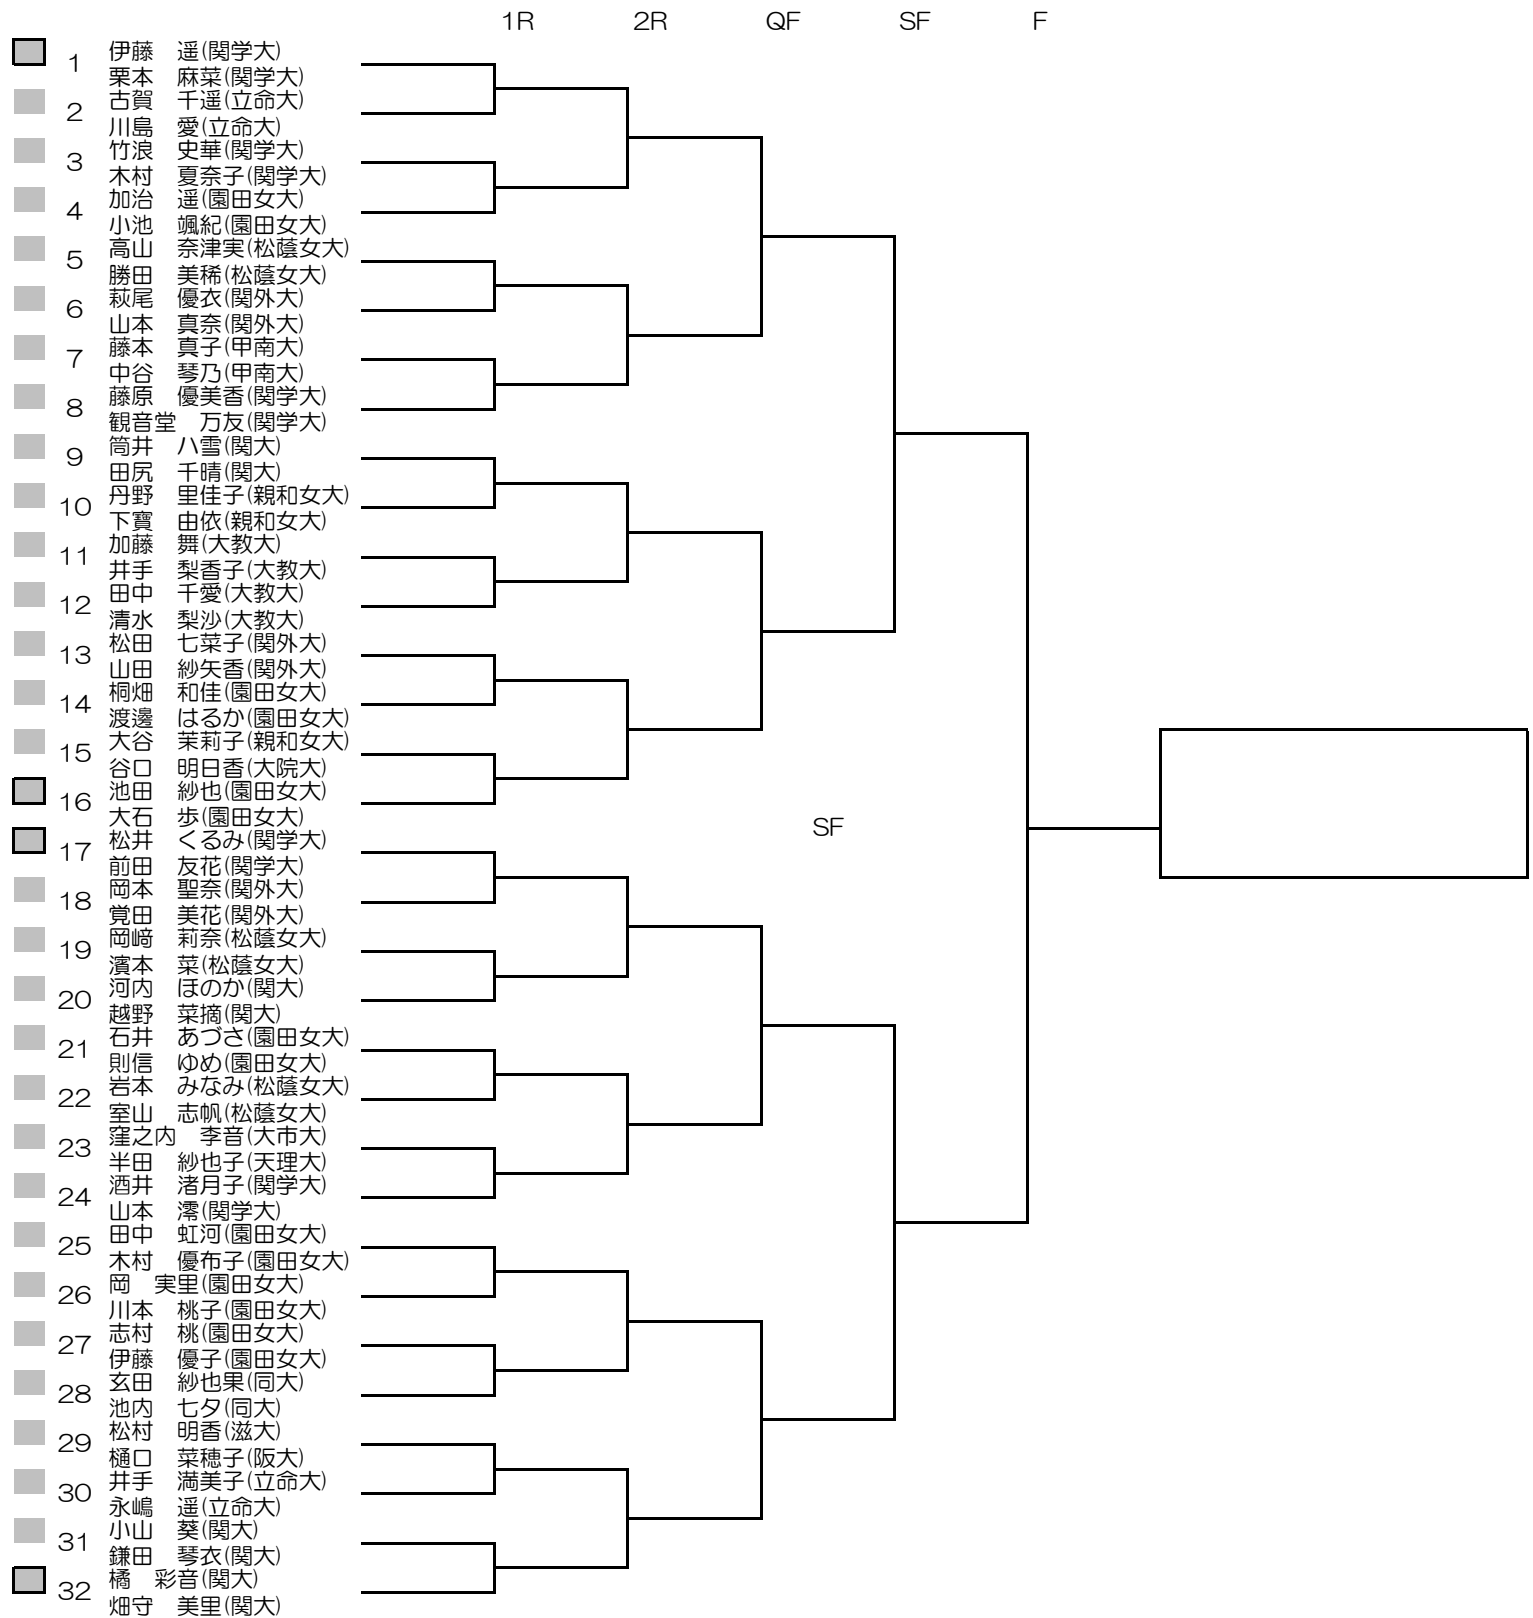 1R 2R QF SF F
伊藤　遥(関学大)
1
栗本　麻菜(関学大)
古賀　千遥(立命大)
2
川島　愛(立命大)
竹浪　史華(関学大)
3
木村　夏奈子(関学大)
加治　遥(園田女大)
4
小池　颯紀(園田女大)
高山　奈津実(松蔭女大)
5
勝田　美稀(松蔭女大)
萩尾　優衣(関外大)
6
山本　真奈(関外大)
藤本　真子(甲南大)
7
中谷　琴乃(甲南大)
藤原　優美香(関学大)
8
観音堂　万友(関学大)
筒井　ハ雪(関大)
9
田尻　千晴(関大)
丹野　里佳子(親和女大)
10
下寳　由依(親和女大)
加藤　舞(大教大)
11
井手　梨香子(大教大)
田中　千愛(大教大)
12
清水　梨沙(大教大)
松田　七菜子(関外大)
13
山田　紗矢香(関外大)
桐畑　和佳(園田女大)
14
渡邊　はるか(園田女大)
大谷　茉莉子(親和女大)
15
谷口　明日香(大院大)
池田　紗也(園田女大)
16
大石　歩(園田女大)
SF
松井　くるみ(関学大)
17
前田　友花(関学大)
岡本　聖奈(関外大)
18
覚田　美花(関外大)
岡﨑　莉奈(松蔭女大)
19
濱本　菜(松蔭女大)
河内　ほのか(関大)
20
越野　菜摘(関大)
石井　あづさ(園田女大)
21
則信　ゆめ(園田女大)
岩本　みなみ(松蔭女大)
22
室山　志帆(松蔭女大)
窪之内　李音(大市大)
23
半田　紗也子(天理大)
酒井　渚月子(関学大)
24
山本　澪(関学大)
田中　虹河(園田女大)
25
木村　優布子(園田女大)
岡　実里(園田女大)
26
川本　桃子(園田女大)
志村　桃(園田女大)
27
伊藤　優子(園田女大)
玄田　紗也果(同大)
28
池内　七夕(同大)
松村　明香(滋大)
29
樋口　菜穂子(阪大)
井手　満美子(立命大)
30
永嶋　遥(立命大)
小山　葵(関大)
31
鎌田　琴衣(関大)
橘　彩音(関大)
32
畑守　美里(関大)